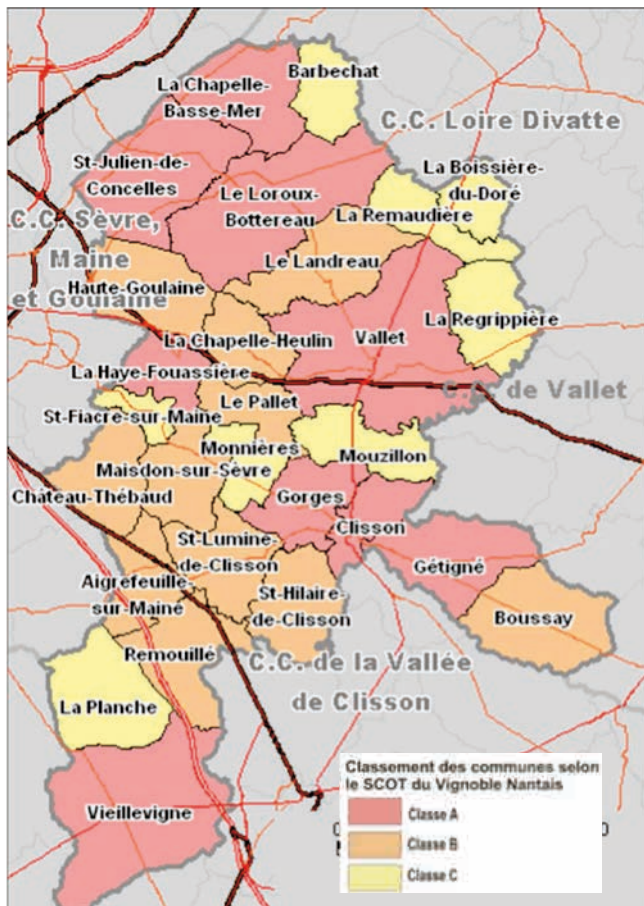 Barbechat
La Chapelle-
Basse-Mer
C.C. Loire Divatte
St-Julien-de-
Concelles
La Boissière-
du-Doré
Le Loroux-
Bottereau
La Remaudière
C.C. Sèvre,
Maine
et Goulaine
Le Landreau
Haute-Goulaine
La Regrippière
La Chapelle-Heulin
Vallet
La Haye-Fouassière
C.C. de Vallet
Le Pallet
St-Fiacre-sur-Maine
Monnières
Mouzillon
Maisdon-sur-Sèvre
Château-Thébaud
Gorges
Clisson
St-Lumine-
de-Clisson
Gétigné
Aigrefeuille-
sur-Maine
St-Hilaire-
de-Clisson
Boussay
Remouillé
C.C. de la Vallée
de Clisson
La Planche
Vieillevigne
Classement des communes selon
le SCOT du Vignoble Nantais
Classe A
Classe B
Classe C